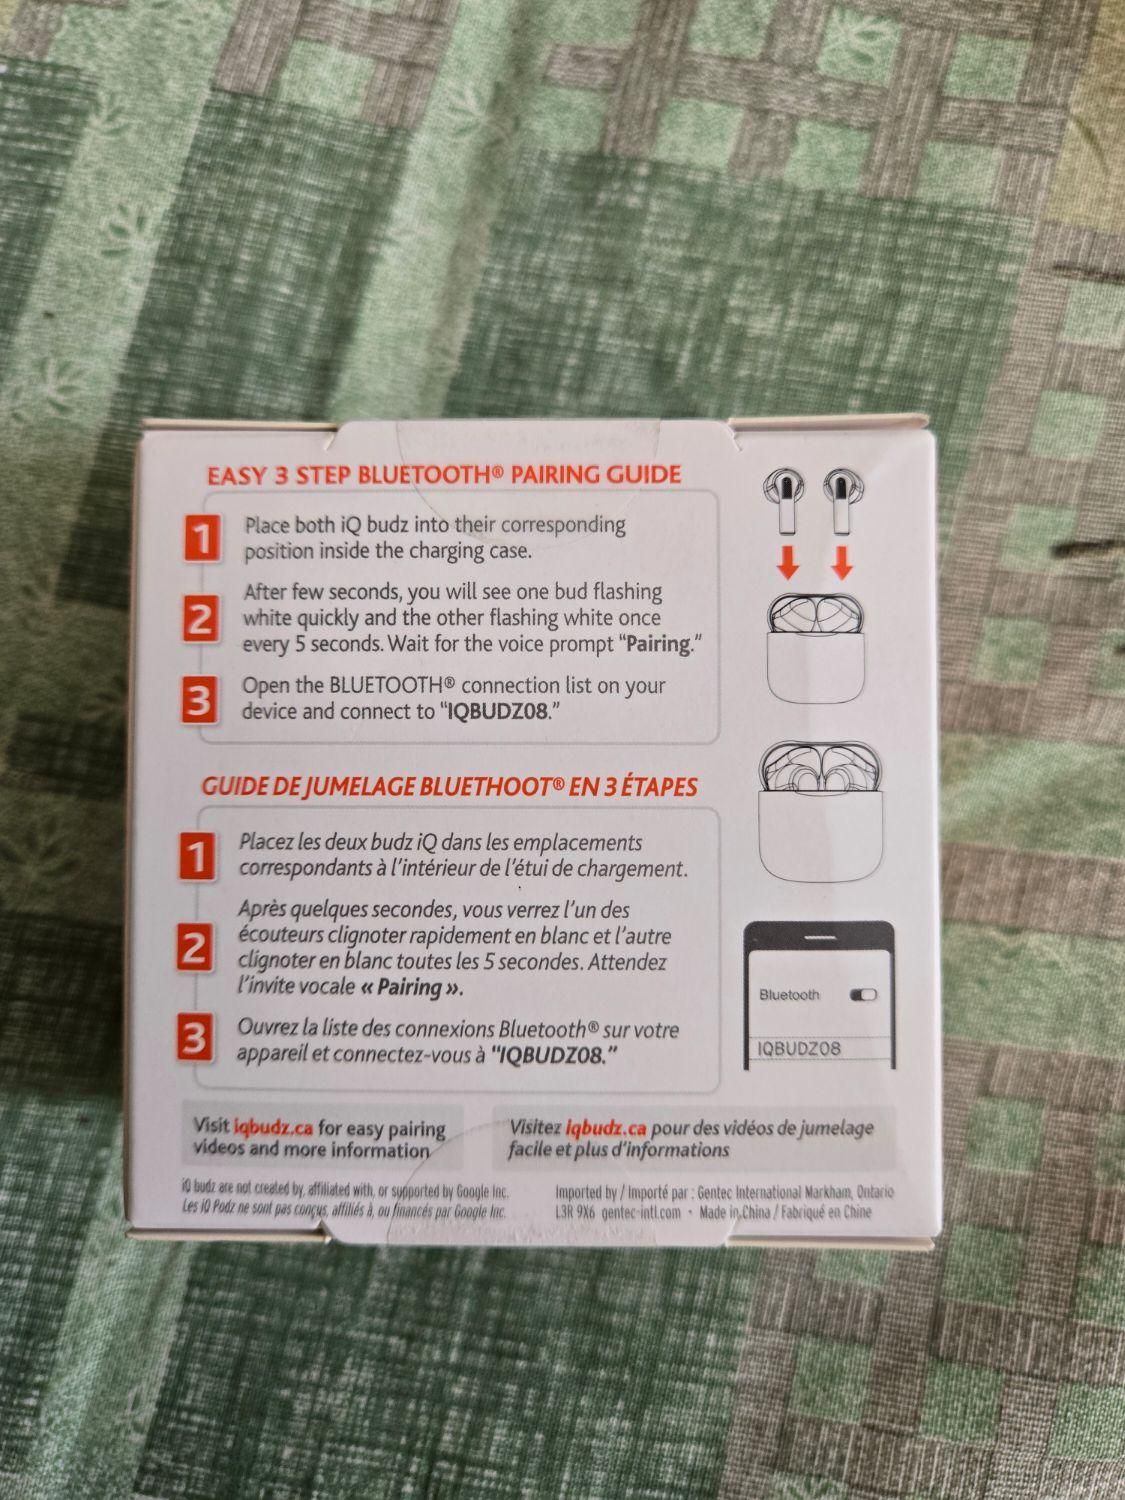 EASY 3 STEP BLUETOOTH® PAIRING GUIDE
1
Place both iQ budz into their corresponding
position inside the charging case.
2
After few seconds, you will see one bud flashing
white quickly and the other flashing white once
every 5 seconds. Wait for the voice prompt “Pairing.”
3
Open the BLUETOOTH® connection list on your
device and connect to “IQBUDZ08.”
GUIDE DE JUMELAGE BLUETHOOT® EN 3 ÉTAPES
1
Placez les deux budz iQ dans les emplacements
correspondants à l’intérieur de l’étui de chargement.
2
Après quelques secondes, vous verrez l’un des
écouteurs clignoter rapidement en blanc et l’autre
clignoter en blanc toutes les 5 secondes. Attendez
l’invite vocale « Pairing ».
3
Ouvrez la liste des connexions Bluetooth® sur votre
appareil et connectez-vous à "IQBUDZ08.”
Bluetooth
IQBUDZ08
Visit iqbudz.ca for easy pairing
videos and more information
Visitez iqbudz.ca pour des vidéos de jumelage
facile et plus d’informations
iQ budz are not created by, affiliated with, or supported by Google Inc.
Les iQ Podz ne sont pas conçus, affiliés à, ou financés par Google Inc.
Imported by / Importé par : Gentec International Markham, Ontario
L3R 9X6 gentec-intl.com • Made in China / Fabriqué en Chine